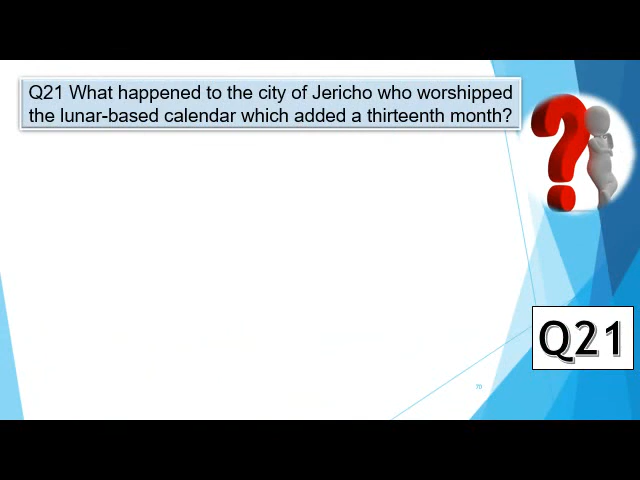 Q21 What happened to the city of Jericho who worshipped
the lunar-based calendar which added a thirteenth month?
Q21
70